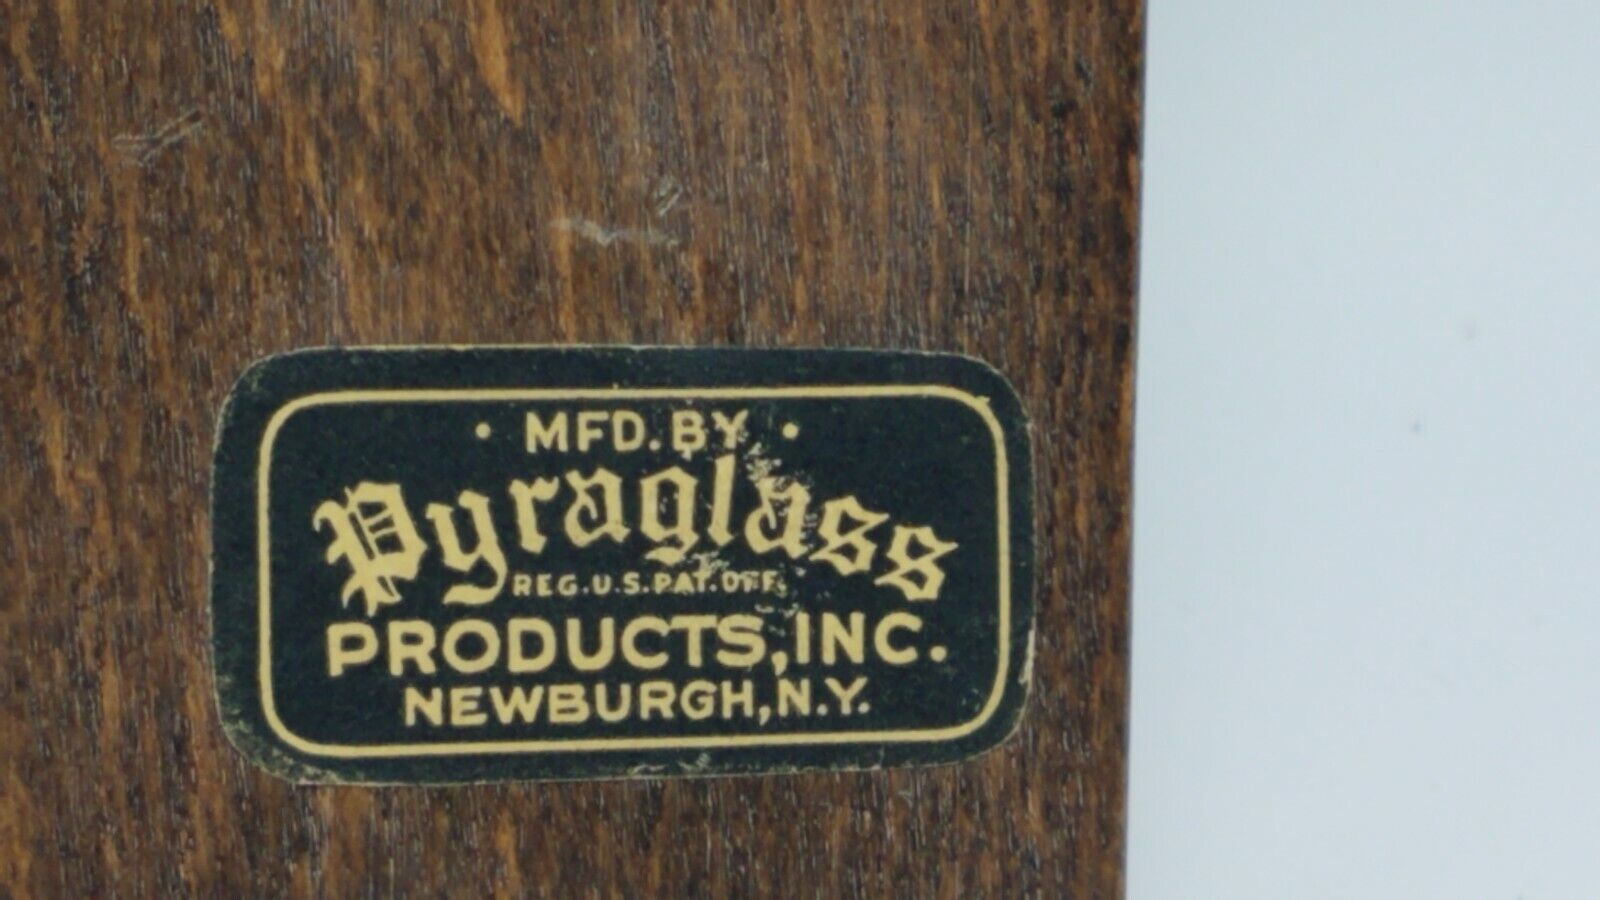 • MFD. BY •
Pyraglass
REG. U.S. PAT. OFF.
PRODUCTS, INC.
NEWBURGH, N.Y.